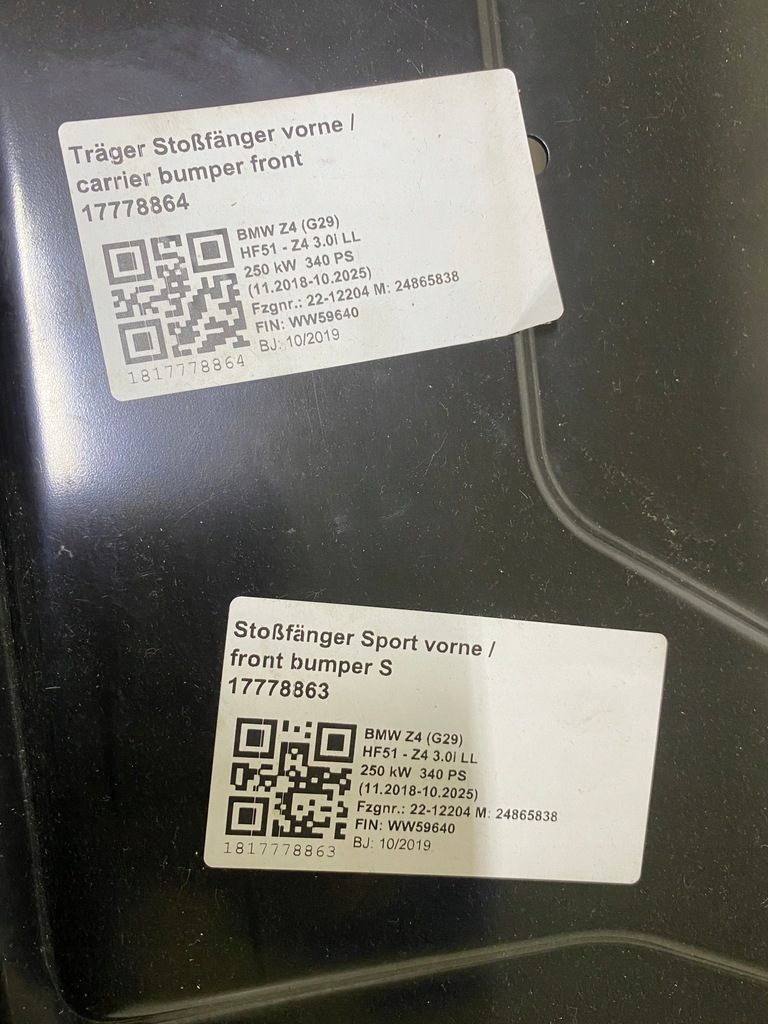 Träger Stoßfänger vorne /
carrier bumper front
17778864
BMW Z4 (G29)
HF51 - Z4 3.0i LL
250 kW 340 PS
(11.2018-10.2025)
Fzgnr.: 22-12204 M: 24865838
FIN: WW59640
BJ: 10/2019
1817778864
Stoßfänger Sport vorne /
front bumper S
17778863
BMW Z4 (G29)
HF51 - Z4 3.0i LL
250 kW 340 PS
(11.2018-10.2025)
Fzgnr.: 22-12204 M: 24865838
FIN: WW59640
BJ: 10/2019
1817778863